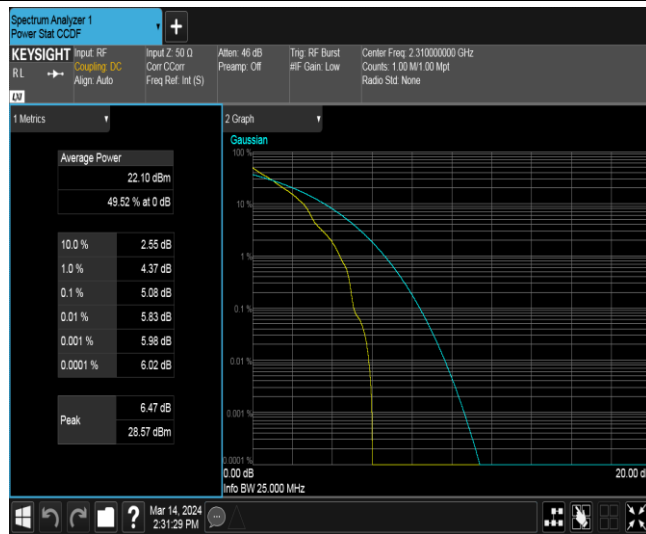 Spectrum Analyzer 1
Power Stat CCDF
+
KEYSIGHT
RL
LXI
Input: RF
Coupling: DC
Align: Auto
Input Z: 50 Ω
Corr CCorr
Freq Ref: Int (S)
Atten: 46 dB
Preamp: Off
Trig: RF Burst
#IF Gain: Low
Center Freq: 2.310000000 GHz
Counts: 1.00 M/1.00 Mpt
Radio Std: None
1 Metrics
Average Power
22.10 dBm
49.52 % at 0 dB
10.0 % 2.55 dB
1.0 % 4.37 dB
0.1 % 5.08 dB
0.01 % 5.83 dB
0.001 % 5.98 dB
0.0001 % 6.02 dB
Peak
6.47 dB
28.57 dBm
2 Graph
Gaussian
100 %
10 %
1 %
0.1 %
0.01 %
0.001 %
0.0001 %
0.00 dB
20.00 d
Info BW 25.000 MHz
?
Mar 14, 2024
2:31:29 PM